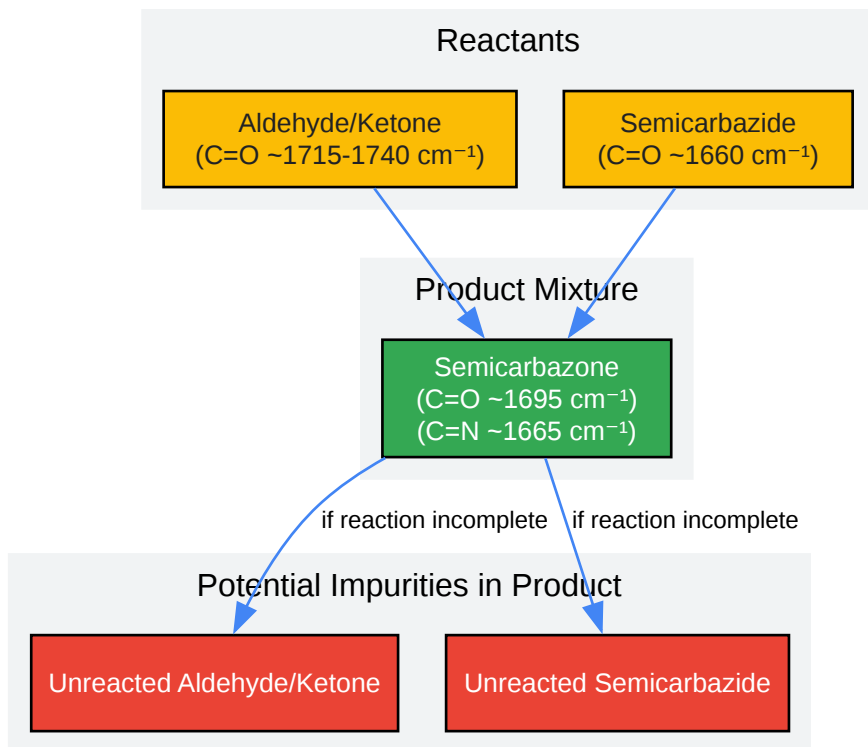 Reactants
Aldehyde/Ketone
(C=O ~1715-1740 cm⁻¹)
Semicarbazide
(C=O ~1660 cm⁻¹)
Product Mixture
Semicarbazone
(C=O ~1695 cm⁻¹)
(C=N ~1665 cm⁻¹)
if reaction incomplete
if reaction incomplete
Potential Impurities in Product
Unreacted Aldehyde/Ketone
Unreacted Semicarbazide